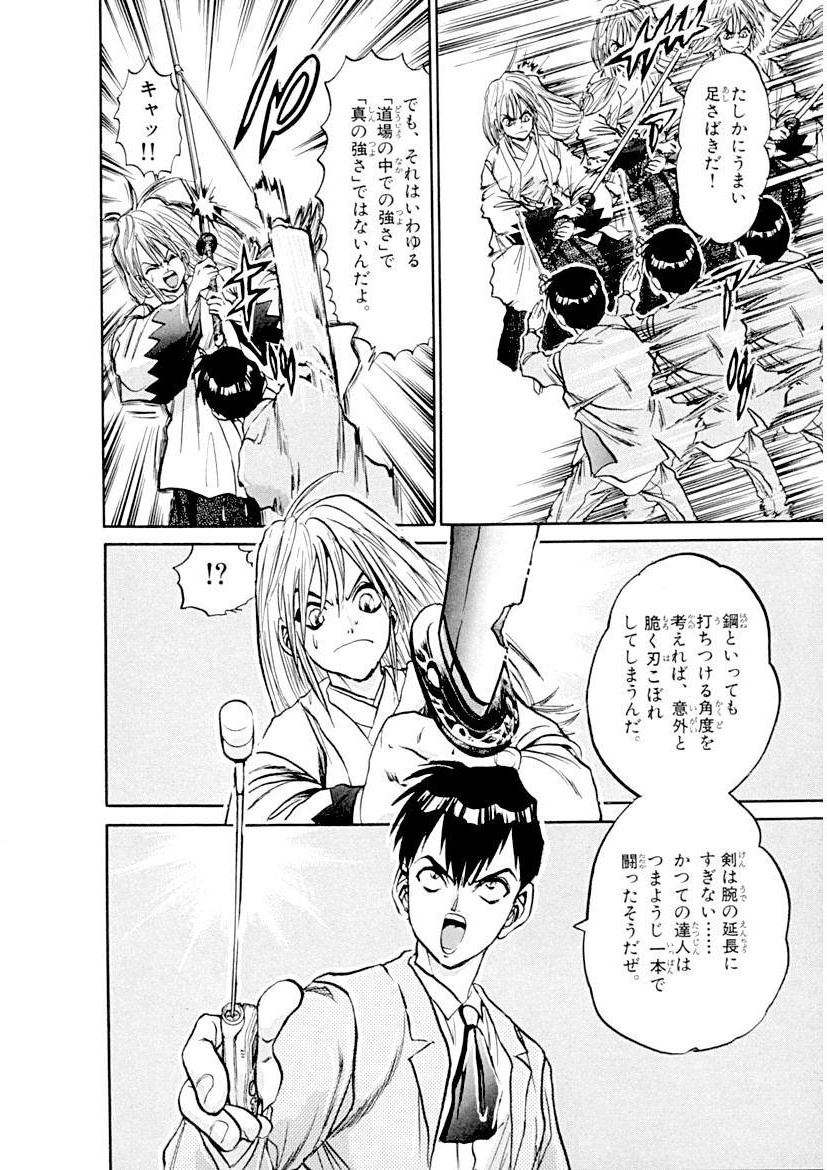 たしかにうまい
足さばきだ！
でも、それはいわゆる
「道場の中での強さ」で
「真の強さ」ではないんだよ。
キャッ！！
鋼といっても
打ちつける角度を
考えれば、意外と
脆く刃こぼれ
してしまうんだ。
！？
剣は腕の延長に
すぎない……
かつての達人は
つまようじ一本で
闘ったそうだぜ。